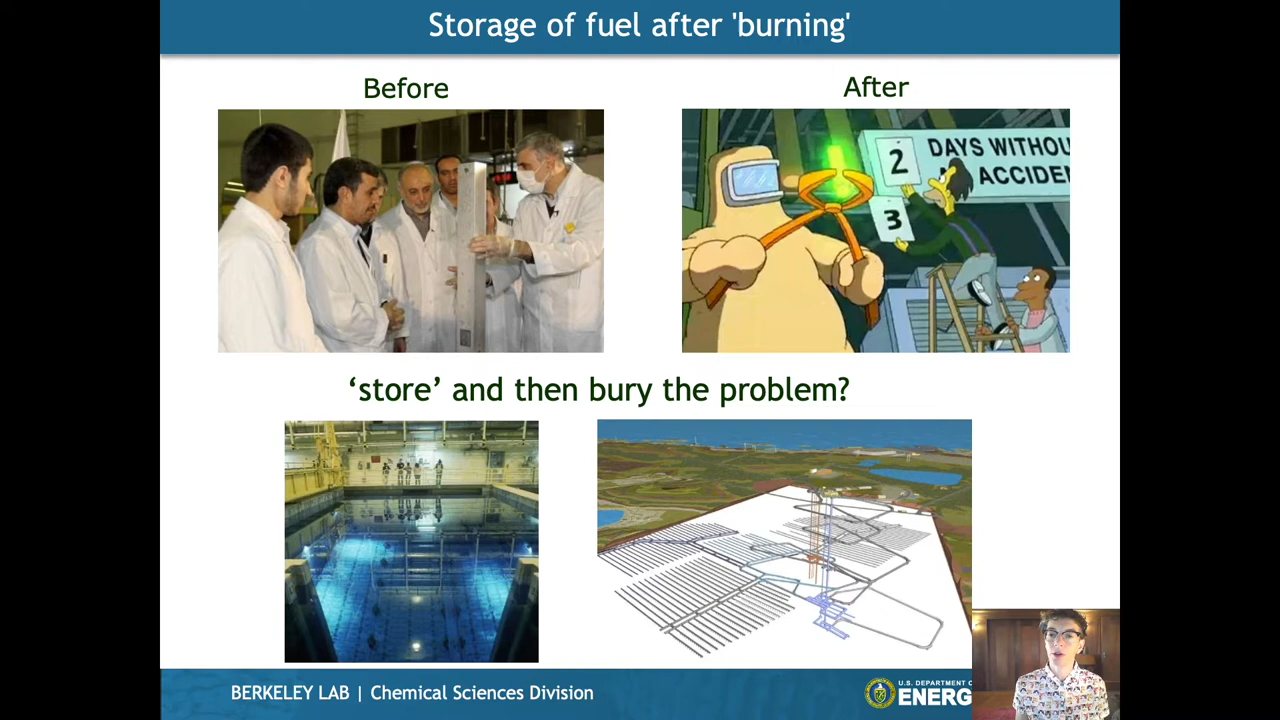 Storage of fuel after 'burning'
Before
After
2
DAYS WITHOU
ACCIDEN
3
‘store’ and then bury the problem?
BERKELEY LAB | Chemical Sciences Division
U.S. DEPARTMENT O
ENERG